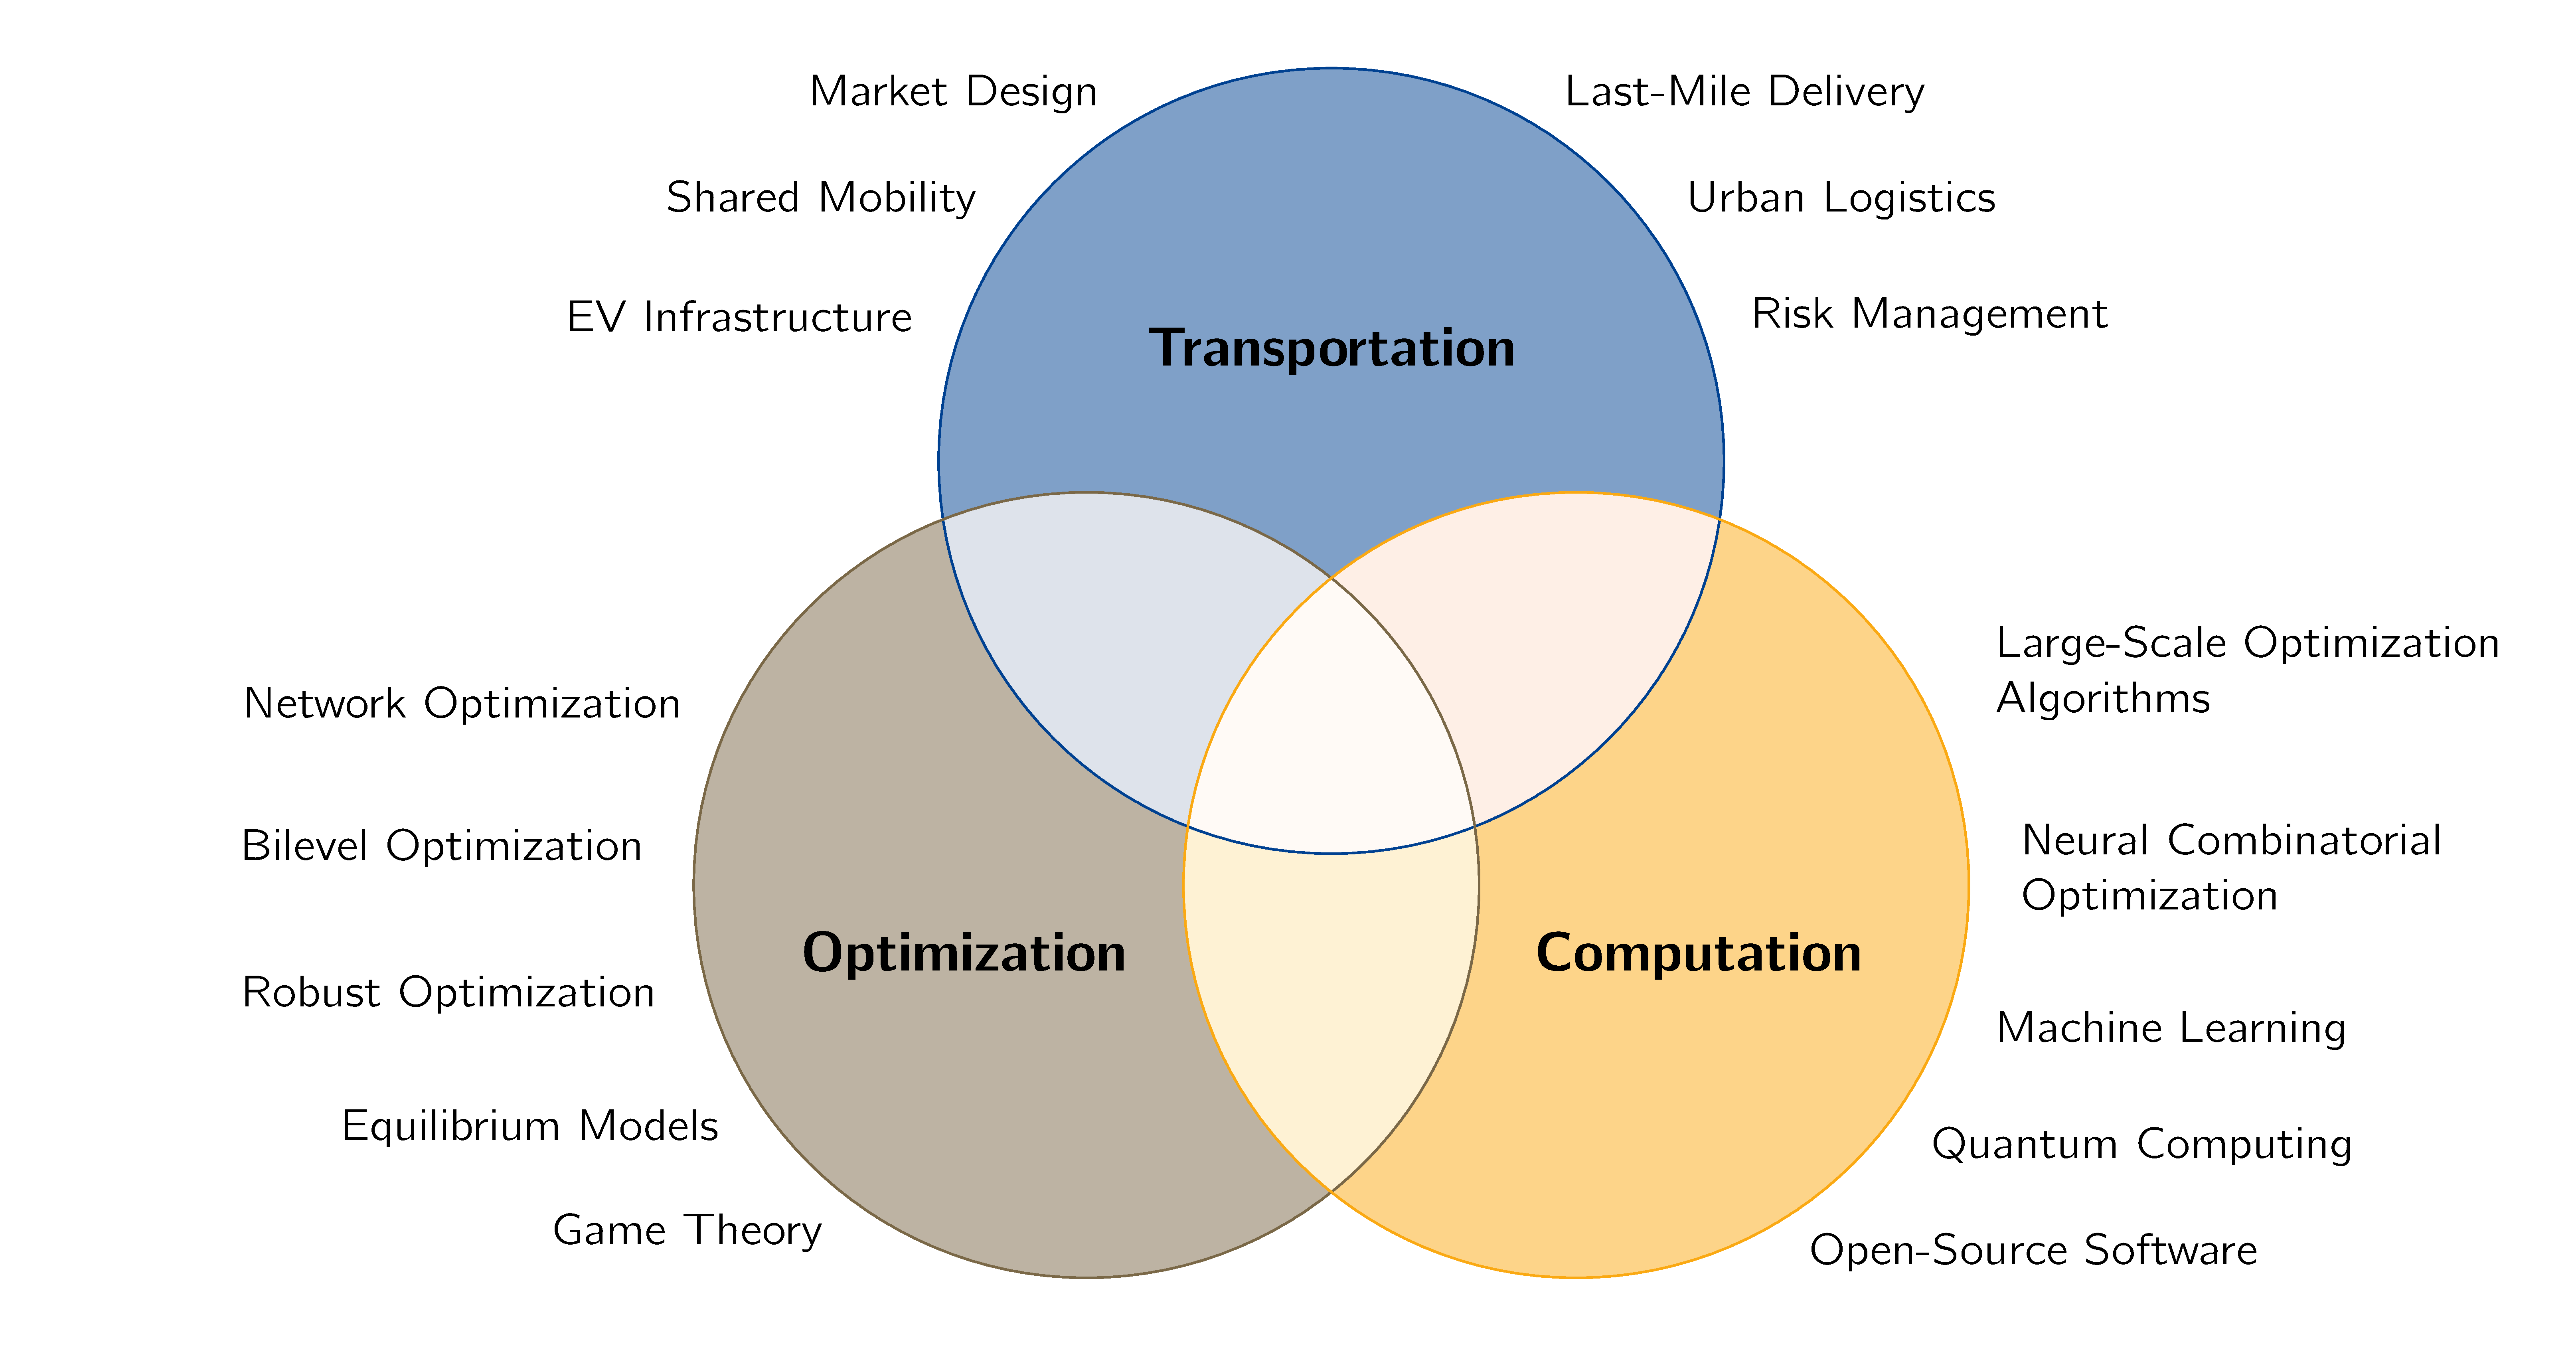 Market Design
Last-Mile Delivery
Shared Mobility
Urban Logistics
EV Infrastructure
Risk Management
Transportation
Large-Scale Optimization
Algorithms
Network Optimization
Bilevel Optimization
Neural Combinatorial
Optimization
Optimization
Computation
Robust Optimization
Machine Learning
Equilibrium Models
Quantum Computing
Game Theory
Open-Source Software